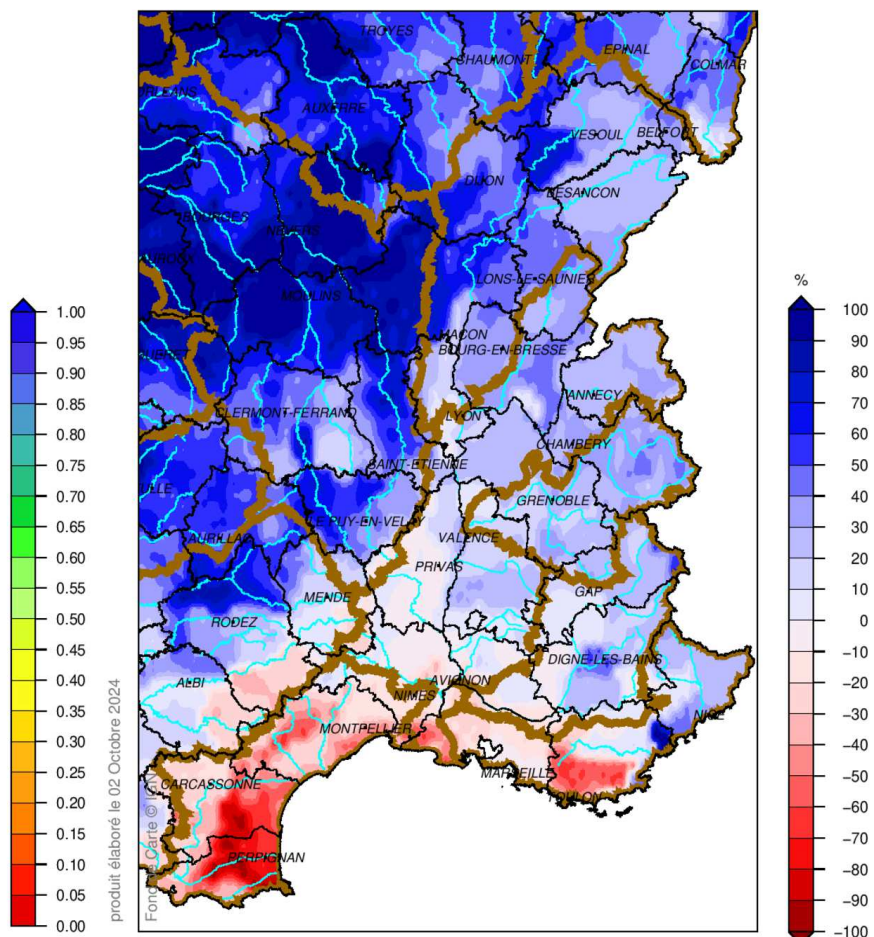 TROYES
EPINAL
CHAUMONT
COLMAR
ORLEANS
AUXERRE
VESOUL
BELFORT
DIJON
BESANCON
BOURGES
NEVERS
%
LONS-LE-SAUNIER
MOULINS
1.00
100
0.95
90
0.90
80
0.85
70
0.80
60
0.75
50
0.70
40
0.65
30
0.60
20
0.55
10
0.50
0
0.45
-10
0.40
-20
0.35
-30
0.30
-40
0.25
-50
0.20
-60
0.15
-70
0.10
-80
0.05
-90
0.00
-100
MACON
BOURG-EN-BRESSE
ANNECY
CLERMONT-FERRAND
LYON
CHAMBERY
SAINT-ETIENNE
GRENOBLE
LE PUY-EN-VELAY
AURILLAC
VALENCE
PRIVAS
GAP
MENDE
RODEZ
DIGNE-LES-BAINS
ALBI
AVIGNON
NIMES
NICE
MONTPELLIER
MARSEILLE
CARCASSONNE
TOULON
PERPIGNAN
produit élaboré le 02 Octobre 2024
Carte © IGN